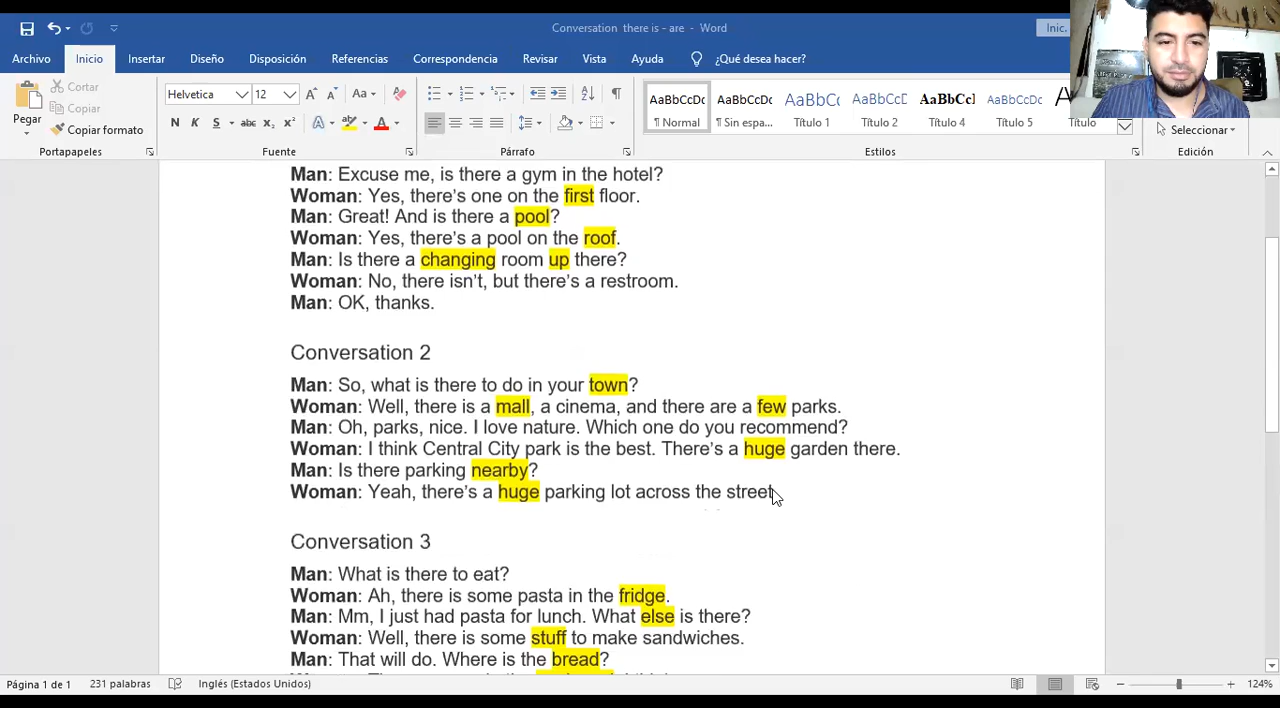 Conversation there is - are - Word
Inic.
Archivo Inicio Insertar Diseño Disposición Referencias Correspondencia Revisar Vista Ayuda ¿Qué desea hacer?
Pegar
Cortar
Copiar
Copiar formato
Portapapeles
Helvetica 12
N K S abc x₂ x²
Fuente
Párrafo
AaBbCcDc AaBbCcDc AaBbCc AaBbCcD AaBbCcI AaBbCcD
¶ Normal ¶ Sin espa... Título 1 Título 2 Título 4 Título 5 Título
Estilos
Seleccionar
Edición
Man: Excuse me, is there a gym in the hotel?
Woman: Yes, there's one on the first floor.
Man: Great! And is there a pool?
Woman: Yes, there's a pool on the roof.
Man: Is there a changing room up there?
Woman: No, there isn't, but there's a restroom.
Man: OK, thanks.
Conversation 2
Man: So, what is there to do in your town?
Woman: Well, there is a mall, a cinema, and there are a few parks.
Man: Oh, parks, nice. I love nature. Which one do you recommend?
Woman: I think Central City park is the best. There's a huge garden there.
Man: Is there parking nearby?
Woman: Yeah, there's a huge parking lot across the street
Conversation 3
Man: What is there to eat?
Woman: Ah, there is some pasta in the fridge.
Man: Mm, I just had pasta for lunch. What else is there?
Woman: Well, there is some stuff to make sandwiches.
Man: That will do. Where is the bread?
Página 1 de 1 231 palabras Inglés (Estados Unidos) 124%